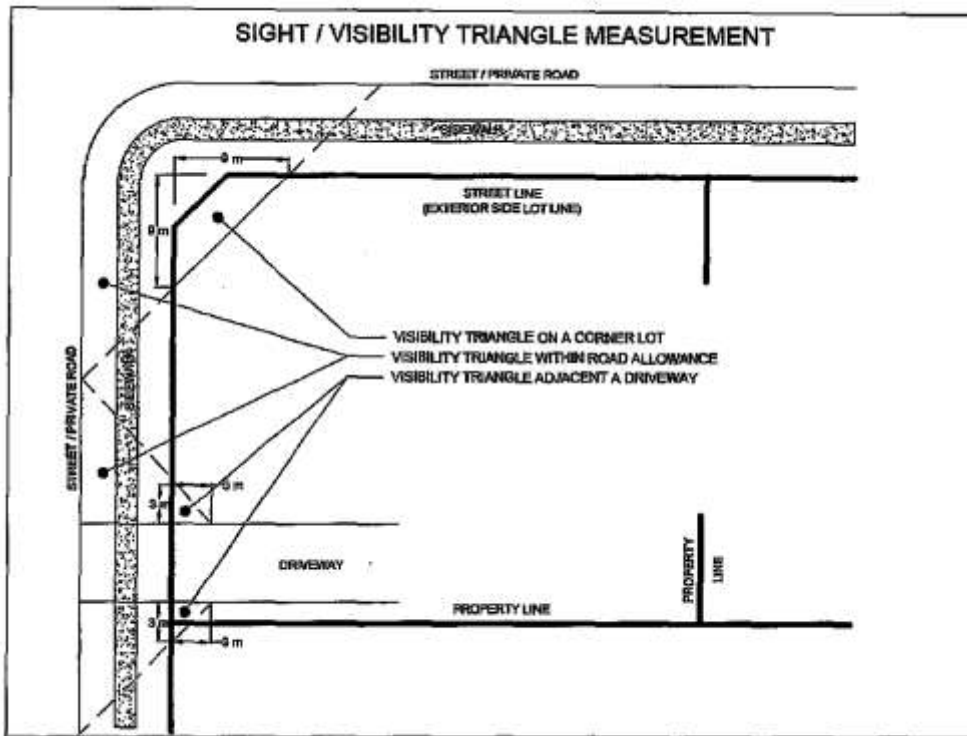 SIGHT / VISIBILITY TRIANGLE MEASUREMENT
STREET / PRIVATE ROAD
SIDEWALK
9 m
STREET LINE
(EXTERIOR SIDE LOT LINE)
9 m
VISIBILITY TRIANGLE ON A CORNER LOT
VISIBILITY TRIANGLE WITHIN ROAD ALLOWANCE
VISIBILITY TRIANGLE ADJACENT A DRIVEWAY
STREET / PRIVATE ROAD
SIDEWALK
3 m
3 m
DRIVEWAY
PROPERTY
LINE
PROPERTY LINE
3 m
3 m